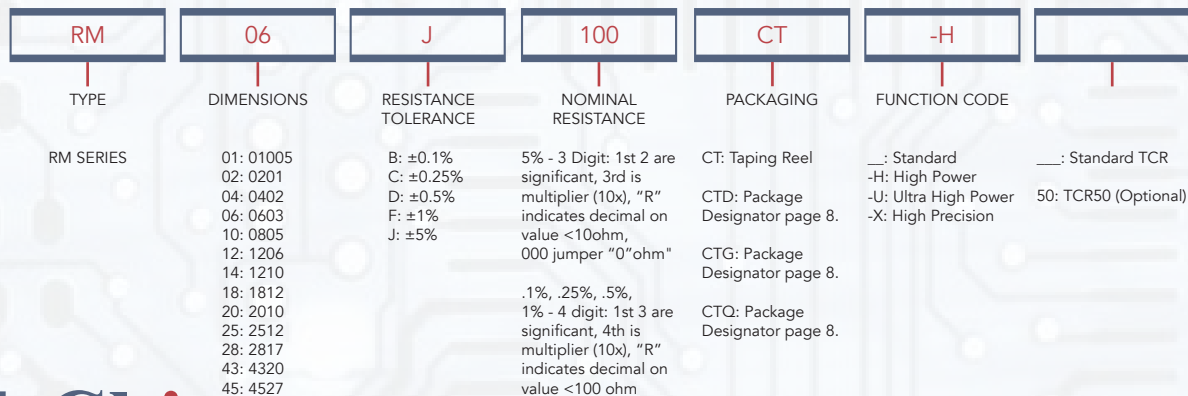 RM 06 J 100 CT -H
TYPE
DIMENSIONS
RESISTANCE
TOLERANCE
NOMINAL
RESISTANCE
PACKAGING
FUNCTION CODE
RM SERIES
01: 01005
02: 0201
04: 0402
06: 0603
10: 0805
12: 1206
14: 1210
18: 1812
20: 2010
25: 2512
28: 2817
43: 4320
45: 4527
B: ±0.1%
C: ±0.25%
D: ±0.5%
F: ±1%
J: ±5%
5% - 3 Digit: 1st 2 are
significant, 3rd is
multiplier (10x), “R”
indicates decimal on
value <10ohm,
000 jumper “0”ohm"
.1%, .25%, .5%,
1% - 4 digit: 1st 3 are
significant, 4th is
multiplier (10x), “R”
indicates decimal on
value <100 ohm
CT: Taping Reel
CTD: Package
Designator page 8.
CTG: Package
Designator page 8.
CTQ: Package
Designator page 8.
__: Standard
-H: High Power
-U: Ultra High Power
-X: High Precision
___: Standard TCR
50: TCR50 (Optional)